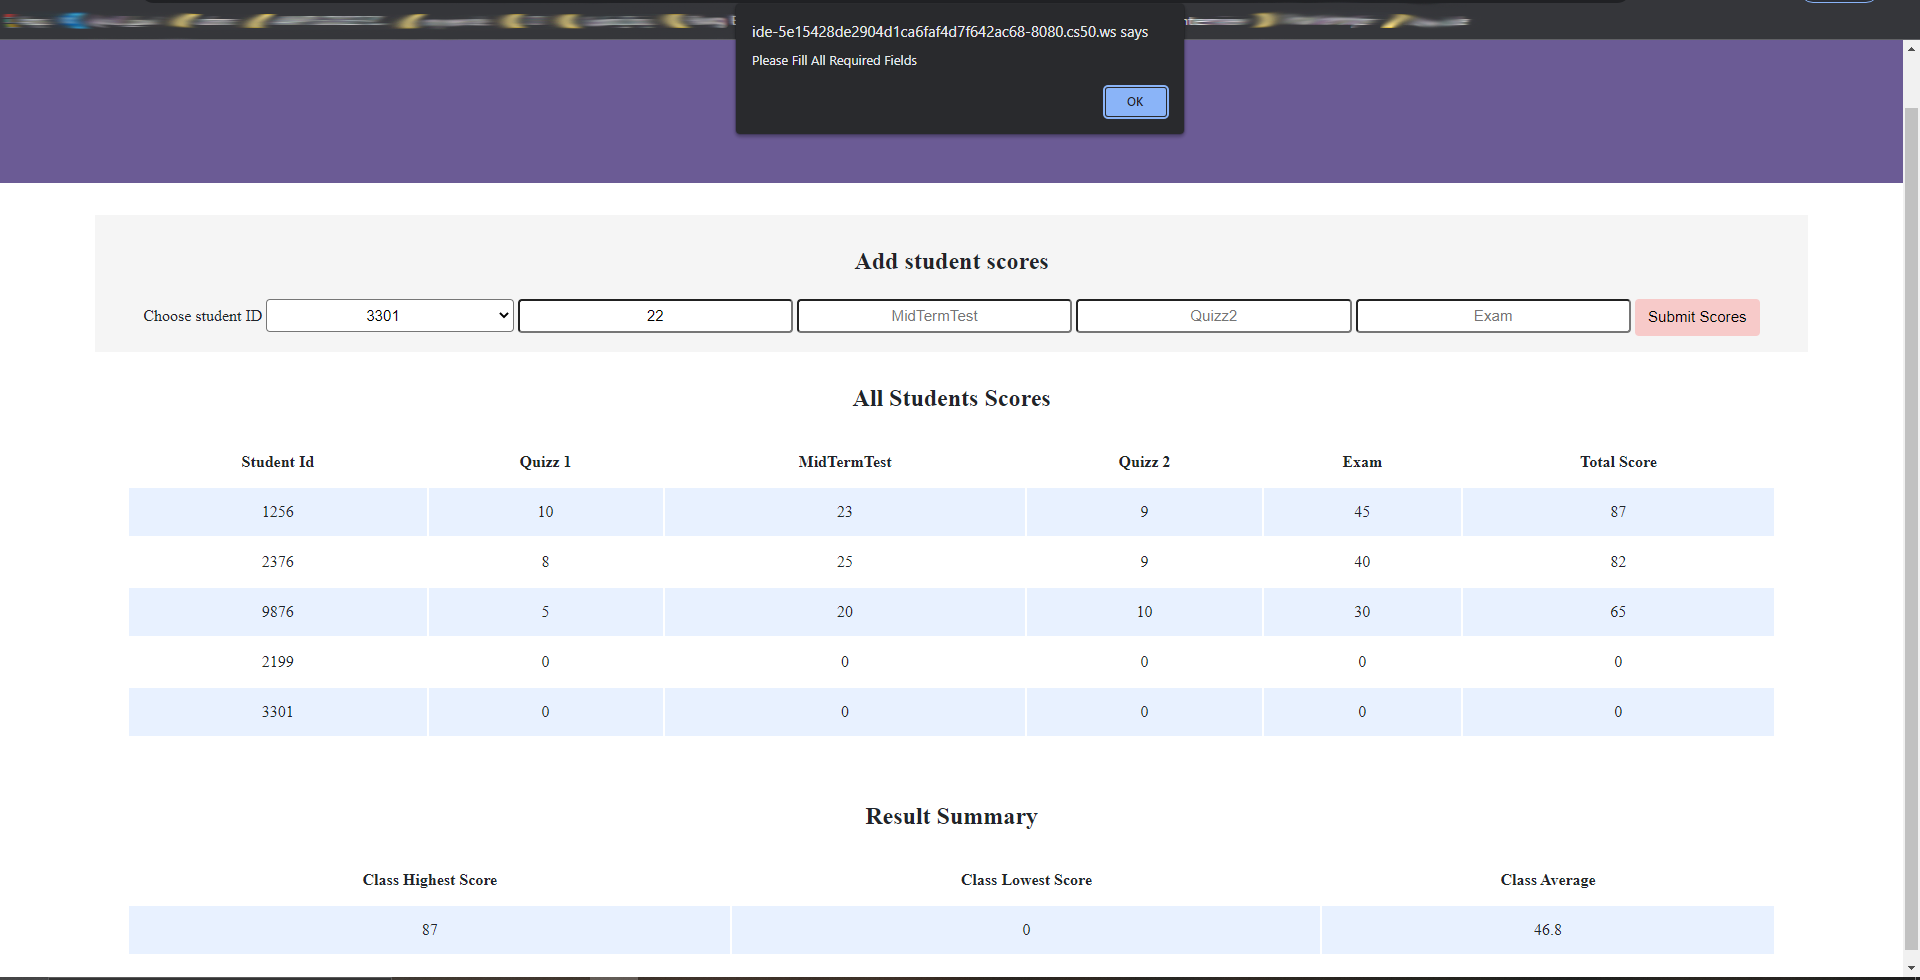 ide-5e15428de2904d1ca6faf4d7f642ac68-8080.cs50.ws says
Please Fill All Required Fields
OK
Add student scores
Choose student ID 3301 22 MidTermTest Quizz2 Exam Submit Scores
All Students Scores
Student Id Quizz 1 MidTermTest Quizz 2 Exam Total Score
1256 10 23 9 45 87
2376 8 25 9 40 82
9876 5 20 10 30 65
2199 0 0 0 0 0
3301 0 0 0 0 0
Result Summary
Class Highest Score Class Lowest Score Class Average
87 0 46.8